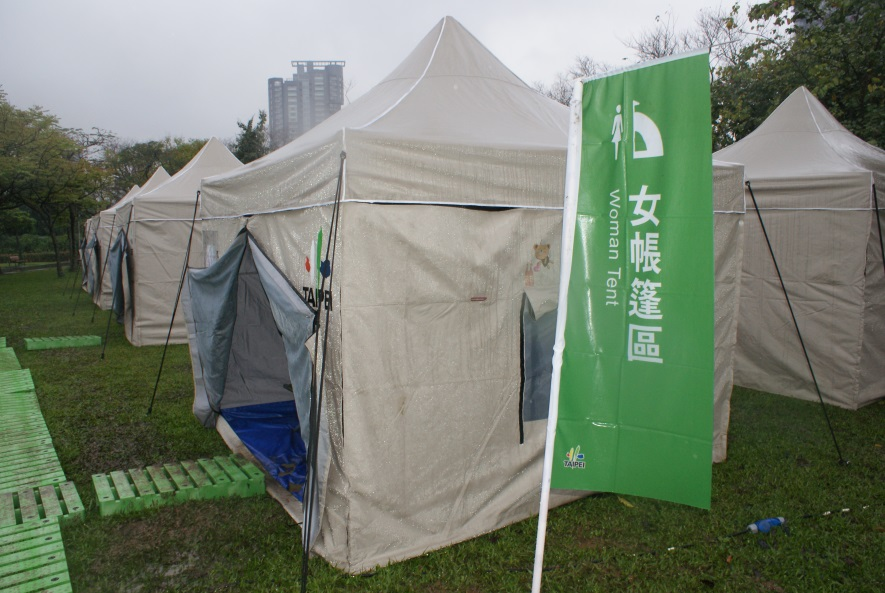 女帳篷區
Woman Tent
TAIPEI
TAIPEI